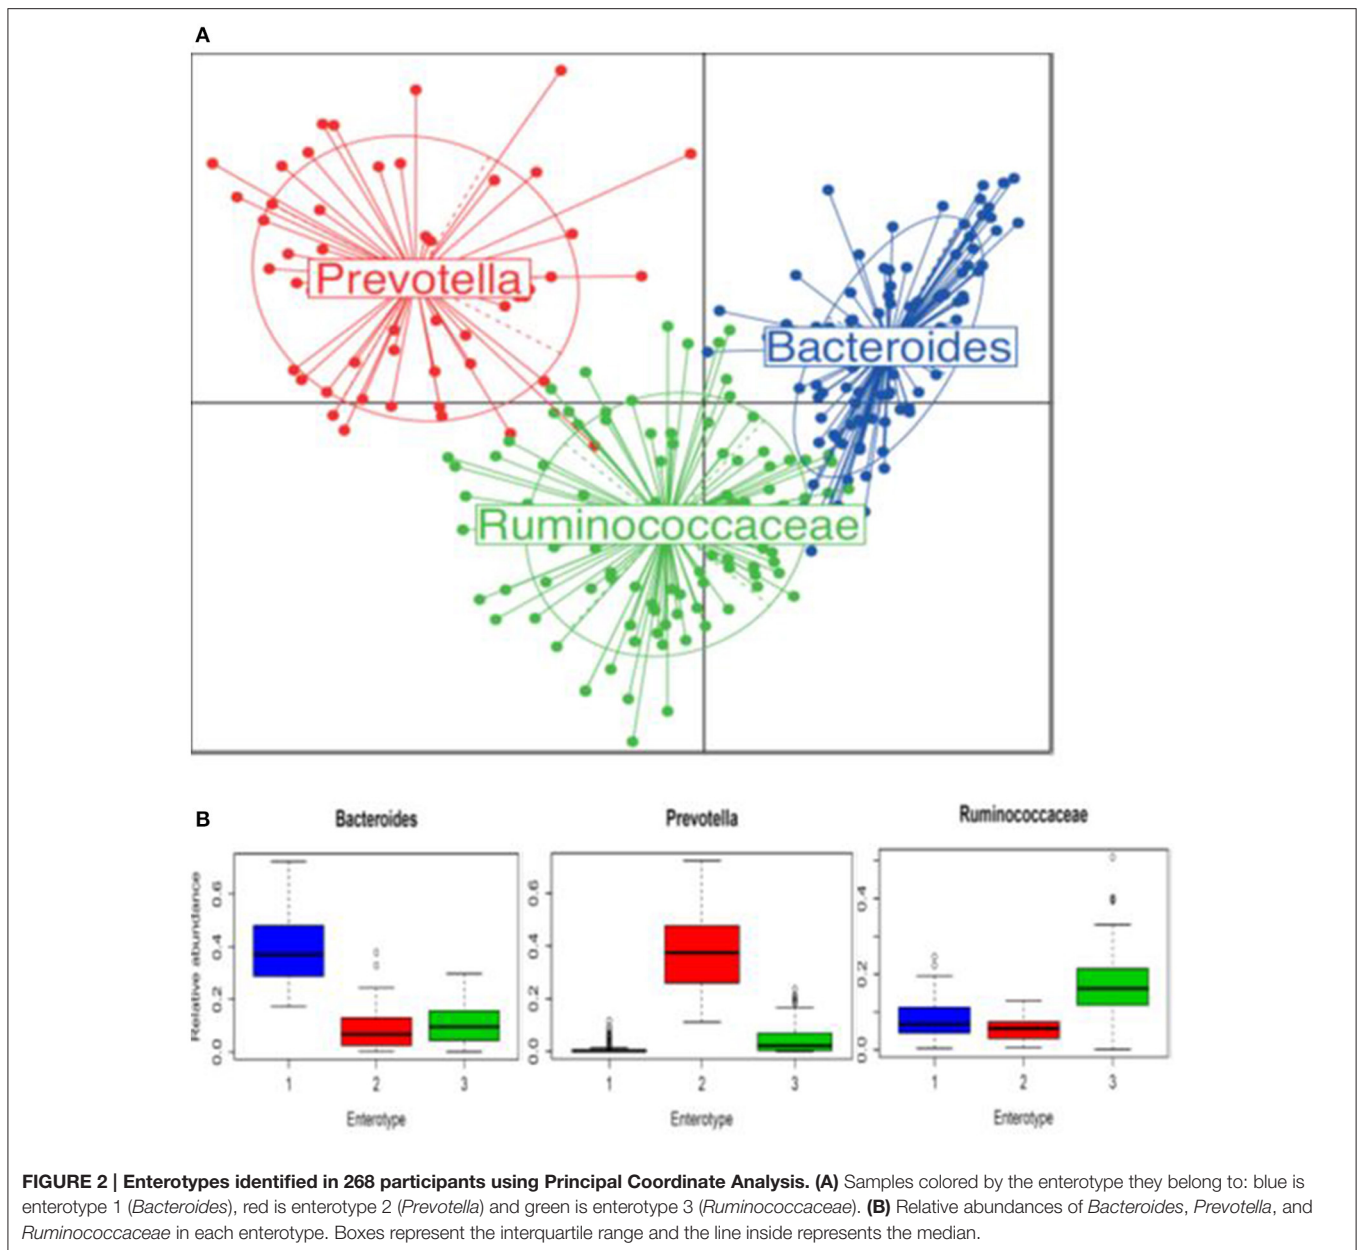 A
Prevotella
Bacteroides
Ruminococcaceae
B
Bacteroides
Prevotella
Ruminococcaceae
Relative abundance
0.0 0.2 0.4 0.6
0.0 0.2 0.4 0.6
0.0 0.2 0.4
1 2 3
1 2 3
1 2 3
Enterotype
Enterotype
Enterotype
FIGURE 2 | Enterotypes identified in 268 participants using Principal Coordinate Analysis. (A) Samples colored by the enterotype they belong to: blue is
enterotype 1 (Bacteroides), red is enterotype 2 (Prevotella) and green is enterotype 3 (Ruminococcaceae). (B) Relative abundances of Bacteroides, Prevotella, and
Ruminococcaceae in each enterotype. Boxes represent the interquartile range and the line inside represents the median.